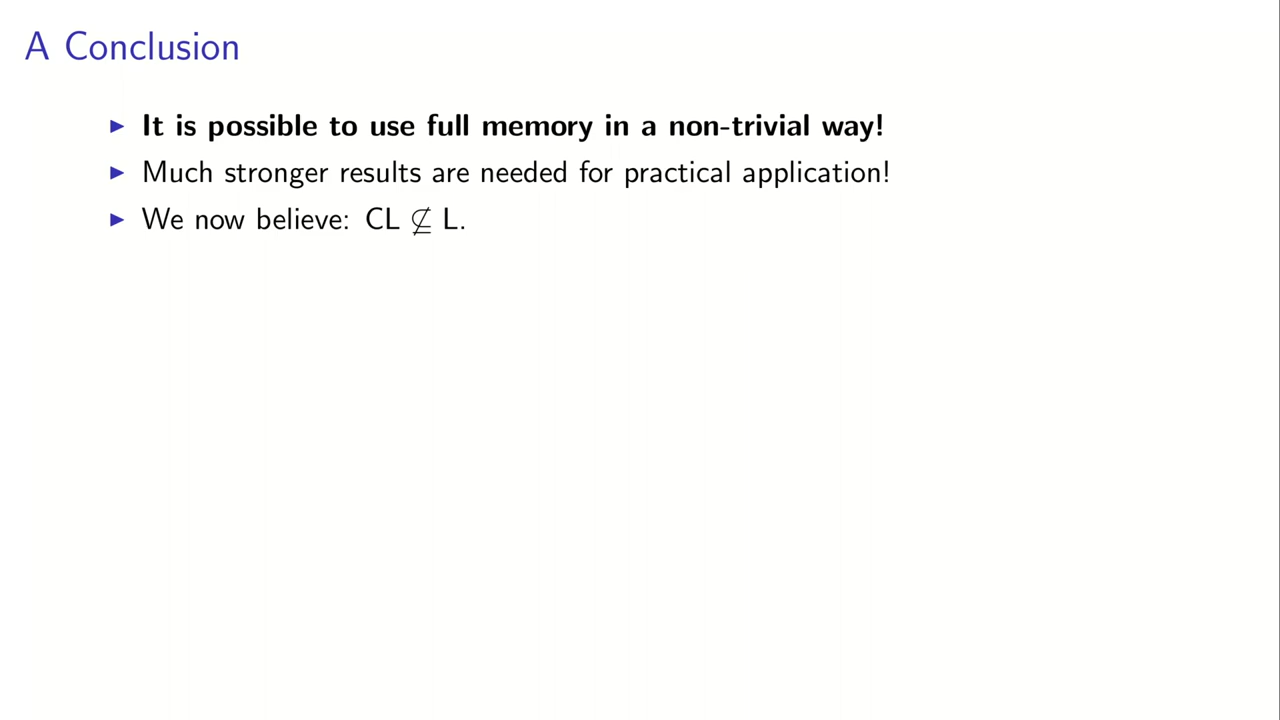 A Conclusion
▶ It is possible to use full memory in a non-trivial way!
▶ Much stronger results are needed for practical application!
▶ We now believe: CL ⊈ L.